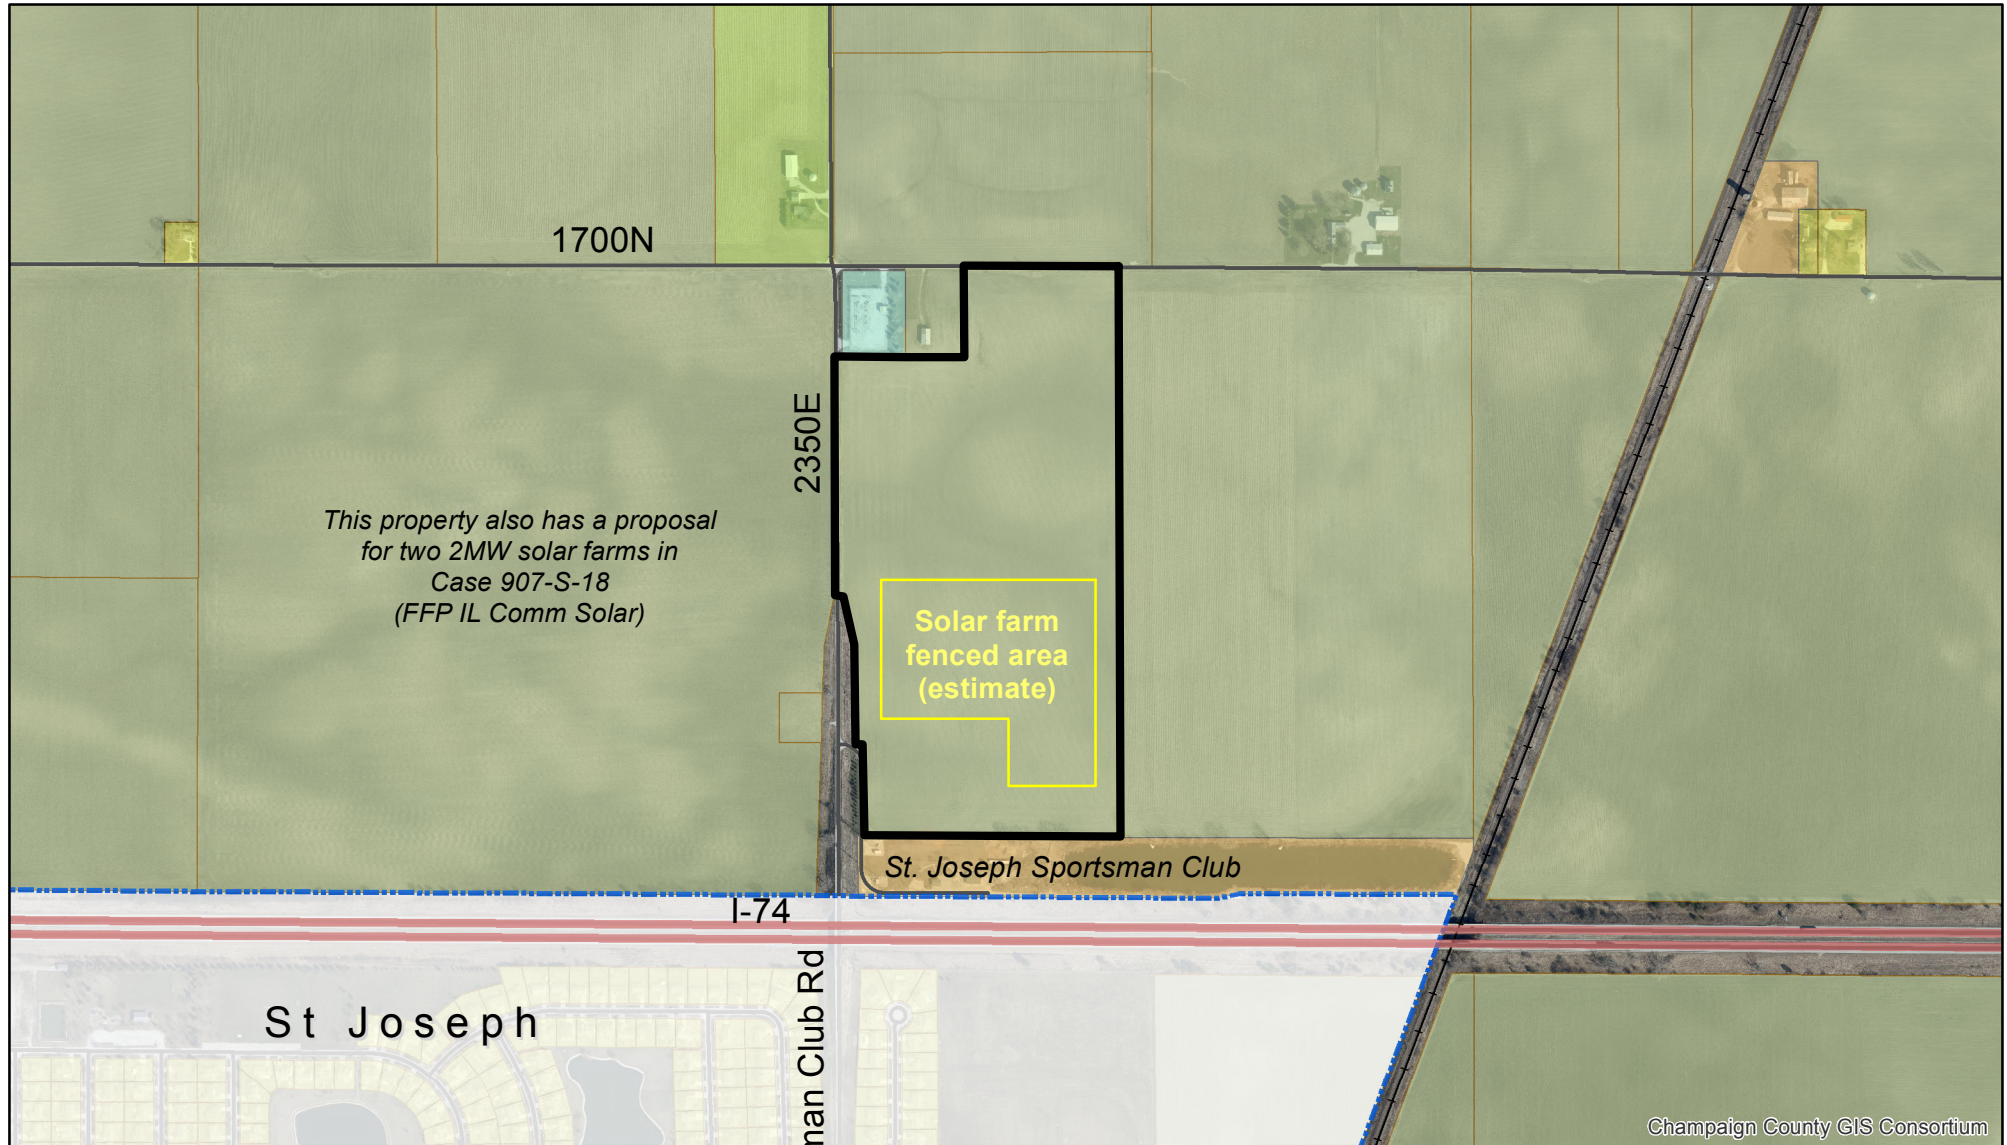 1700N
2350E
This property also has a proposal
for two 2MW solar farms in
Case 907-S-18
(FFP IL Comm Solar)
Solar farm
fenced area
(estimate)
St. Joseph Sportsman Club
I-74
man Club Rd
St Joseph
Champaign County GIS Consortium